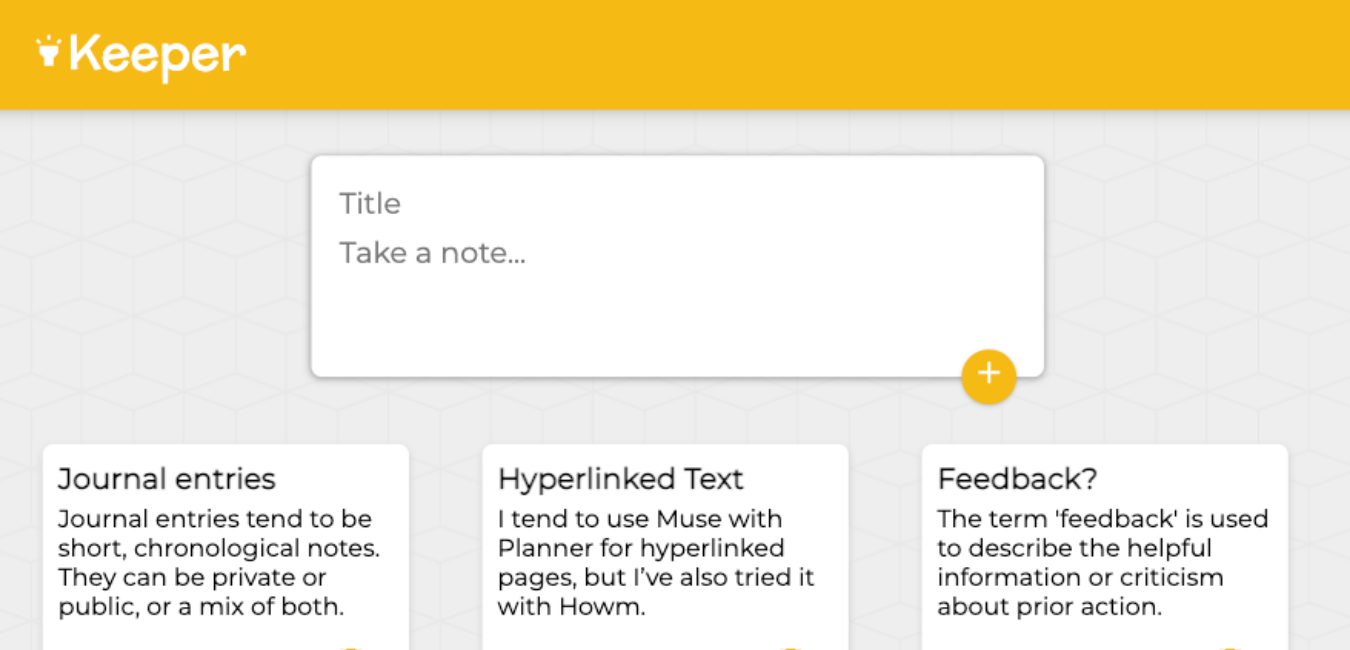 Keeper
Title
Take a note...
+
Journal entries
Journal entries tend to be
short, chronological notes.
They can be private or
public, or a mix of both.
Hyperlinked Text
I tend to use Muse with
Planner for hyperlinked
pages, but I’ve also tried it
with Howm.
Feedback?
The term 'feedback' is used
to describe the helpful
information or criticism
about prior action.